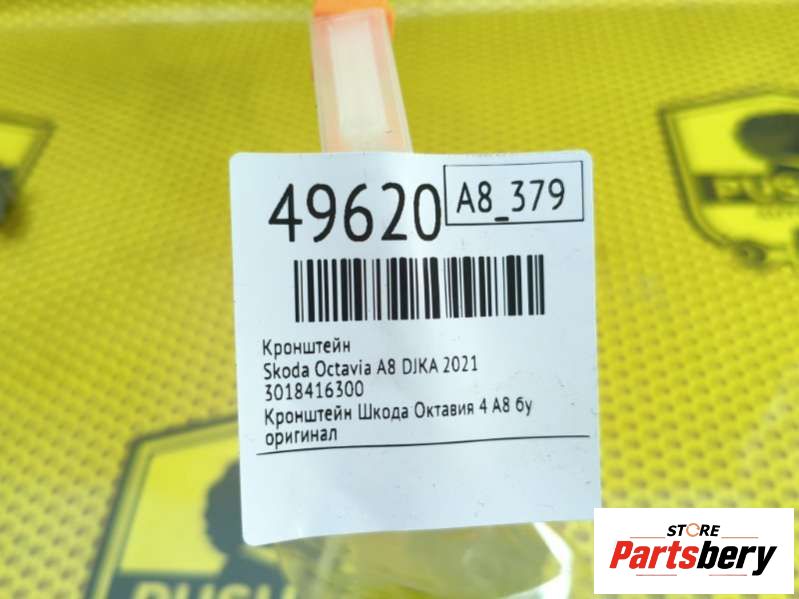 49620
A8_379
Кронштейн
Skoda Octavia A8 DJKA 2021
3018416300
Кронштейн Шкода Октавия 4 A8 бу
оригинал
STORE
Partsbery